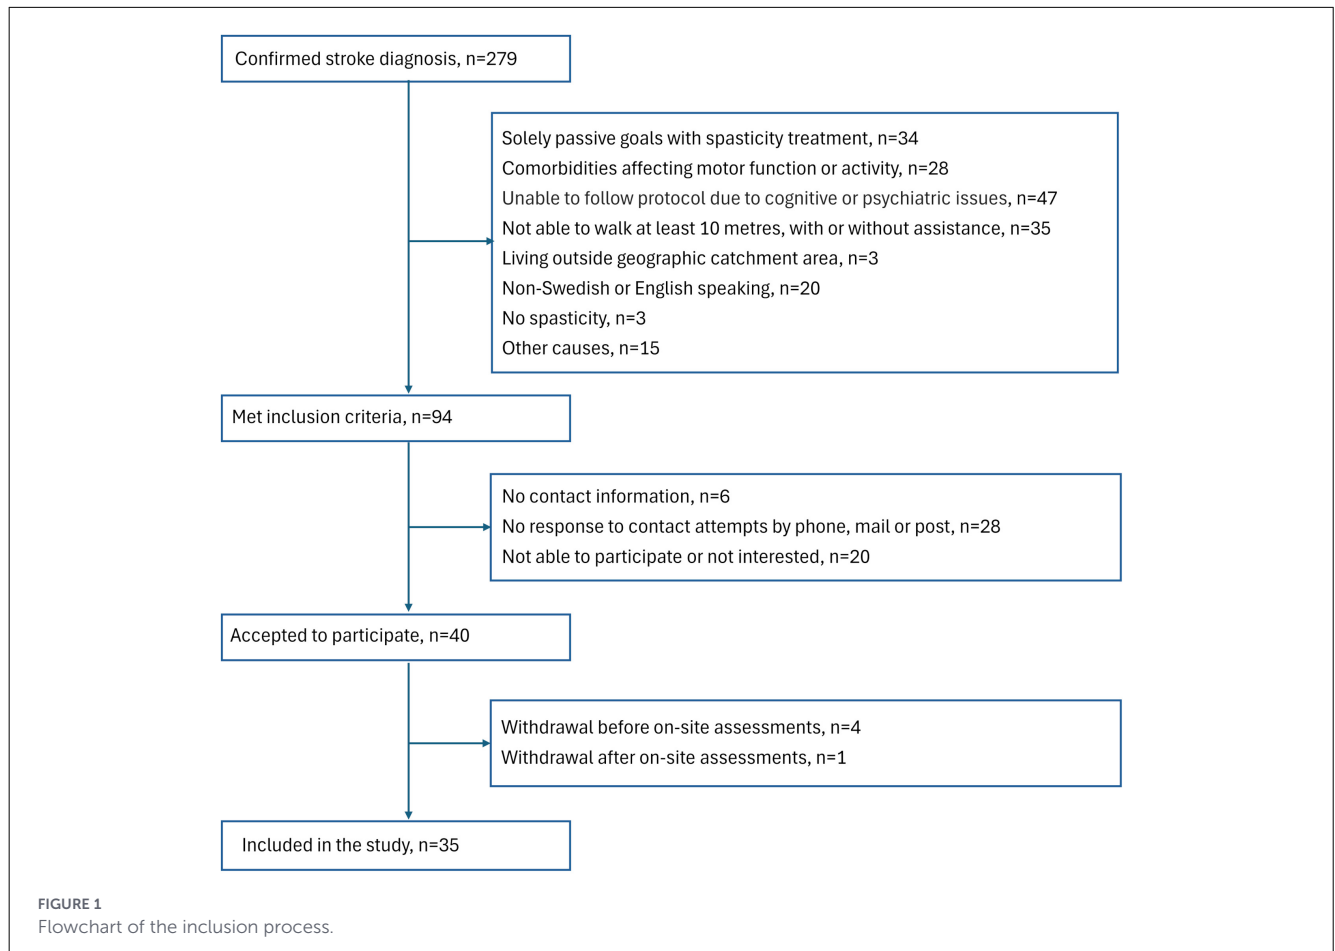 Confirmed stroke diagnosis, n=279
Solely passive goals with spasticity treatment, n=34
Comorbidities affecting motor function or activity, n=28
Unable to follow protocol due to cognitive or psychiatric issues, n=47
Not able to walk at least 10 metres, with or without assistance, n=35
Living outside geographic catchment area, n=3
Non-Swedish or English speaking, n=20
No spasticity, n=3
Other causes, n=15
Met inclusion criteria, n=94
No contact information, n=6
No response to contact attempts by phone, mail or post, n=28
Not able to participate or not interested, n=20
Accepted to participate, n=40
Withdrawal before on-site assessments, n=4
Withdrawal after on-site assessments, n=1
Included in the study, n=35
FIGURE 1
Flowchart of the inclusion process.